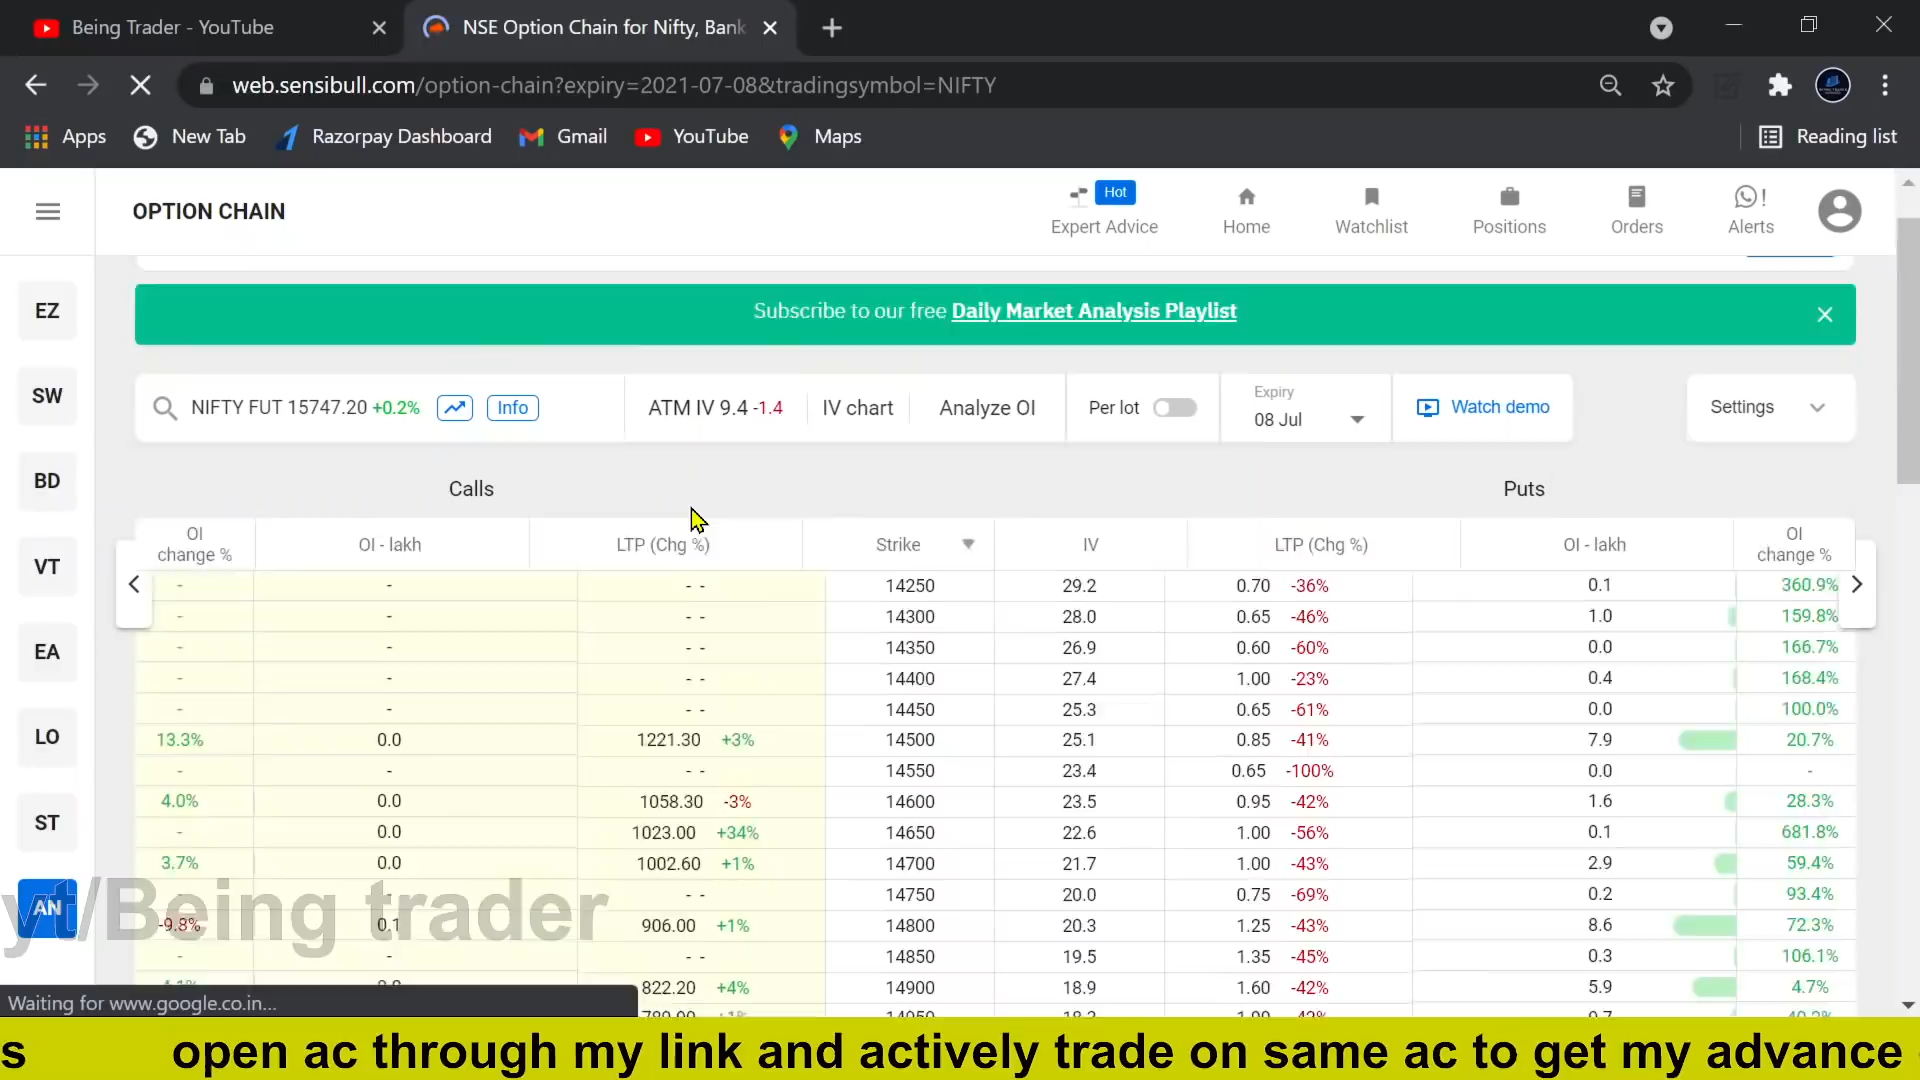 Being Trader - YouTube
NSE Option Chain for Nifty, Bank
web.sensibull.com/option-chain?expiry=2021-07-08&tradingsymbol=NIFTY
Apps New Tab Razorpay Dashboard Gmail YouTube Maps Reading list
OPTION CHAIN
Hot
Expert Advice Home Watchlist Positions Orders Alerts
EZ
SW
BD
VT
EA
LO
ST
AN
Subscribe to our free Daily Market Analysis Playlist
NIFTY FUT 15747.20 +0.2% Info ATM IV 9.4 -1.4 IV chart Analyze OI Per lot Expiry 08 Jul Watch demo Settings
Calls Puts
OI change % OI - lakh LTP (Chg %) Strike IV LTP (Chg %) OI - lakh OI change %
- - - - 14250 29.2 0.70 -36% 0.1 360.9%
- - - - 14300 28.0 0.65 -46% 1.0 159.8%
- - - - 14350 26.9 0.60 -60% 0.0 166.7%
- - - - 14400 27.4 1.00 -23% 0.4 168.4%
- - - - 14450 25.3 0.65 -61% 0.0 100.0%
13.3% 0.0 1221.30 +3% 14500 25.1 0.85 -41% 7.9 20.7%
- - - - 14550 23.4 0.65 -100% 0.0 -
4.0% 0.0 1058.30 -3% 14600 23.5 0.95 -42% 1.6 28.3%
- 0.0 1023.00 +34% 14650 22.6 1.00 -56% 0.1 681.8%
3.7% 0.0 1002.60 +1% 14700 21.7 1.00 -43% 2.9 59.4%
- - 14750 20.0 0.75 -69% 0.2 93.4%
-9.8% 0.1 906.00 +1% 14800 20.3 1.25 -43% 8.6 72.3%
- - - - 14850 19.5 1.35 -45% 0.3 106.1%
822.20 +4% 14900 18.9 1.60 -42% 5.9 4.7%
yt/Being trader
Waiting for www.google.co.in...
s open ac through my link and actively trade on same ac to get my advance